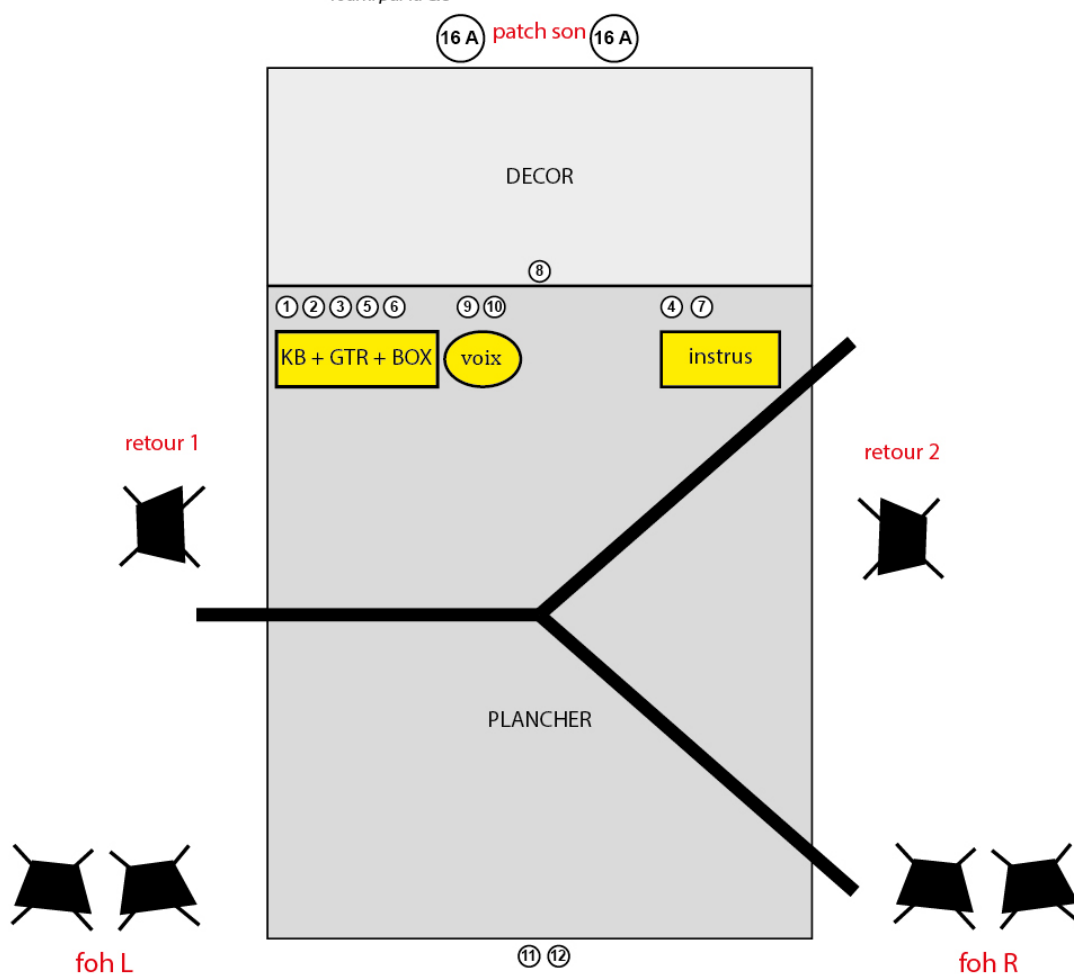 16 A patch son 16 A
DECOR
8
1 2 3 5 6 9 10 4 7
KB + GTR + BOX voix instrus
retour 1 retour 2
PLANCHER
foh L 11 12 foh R